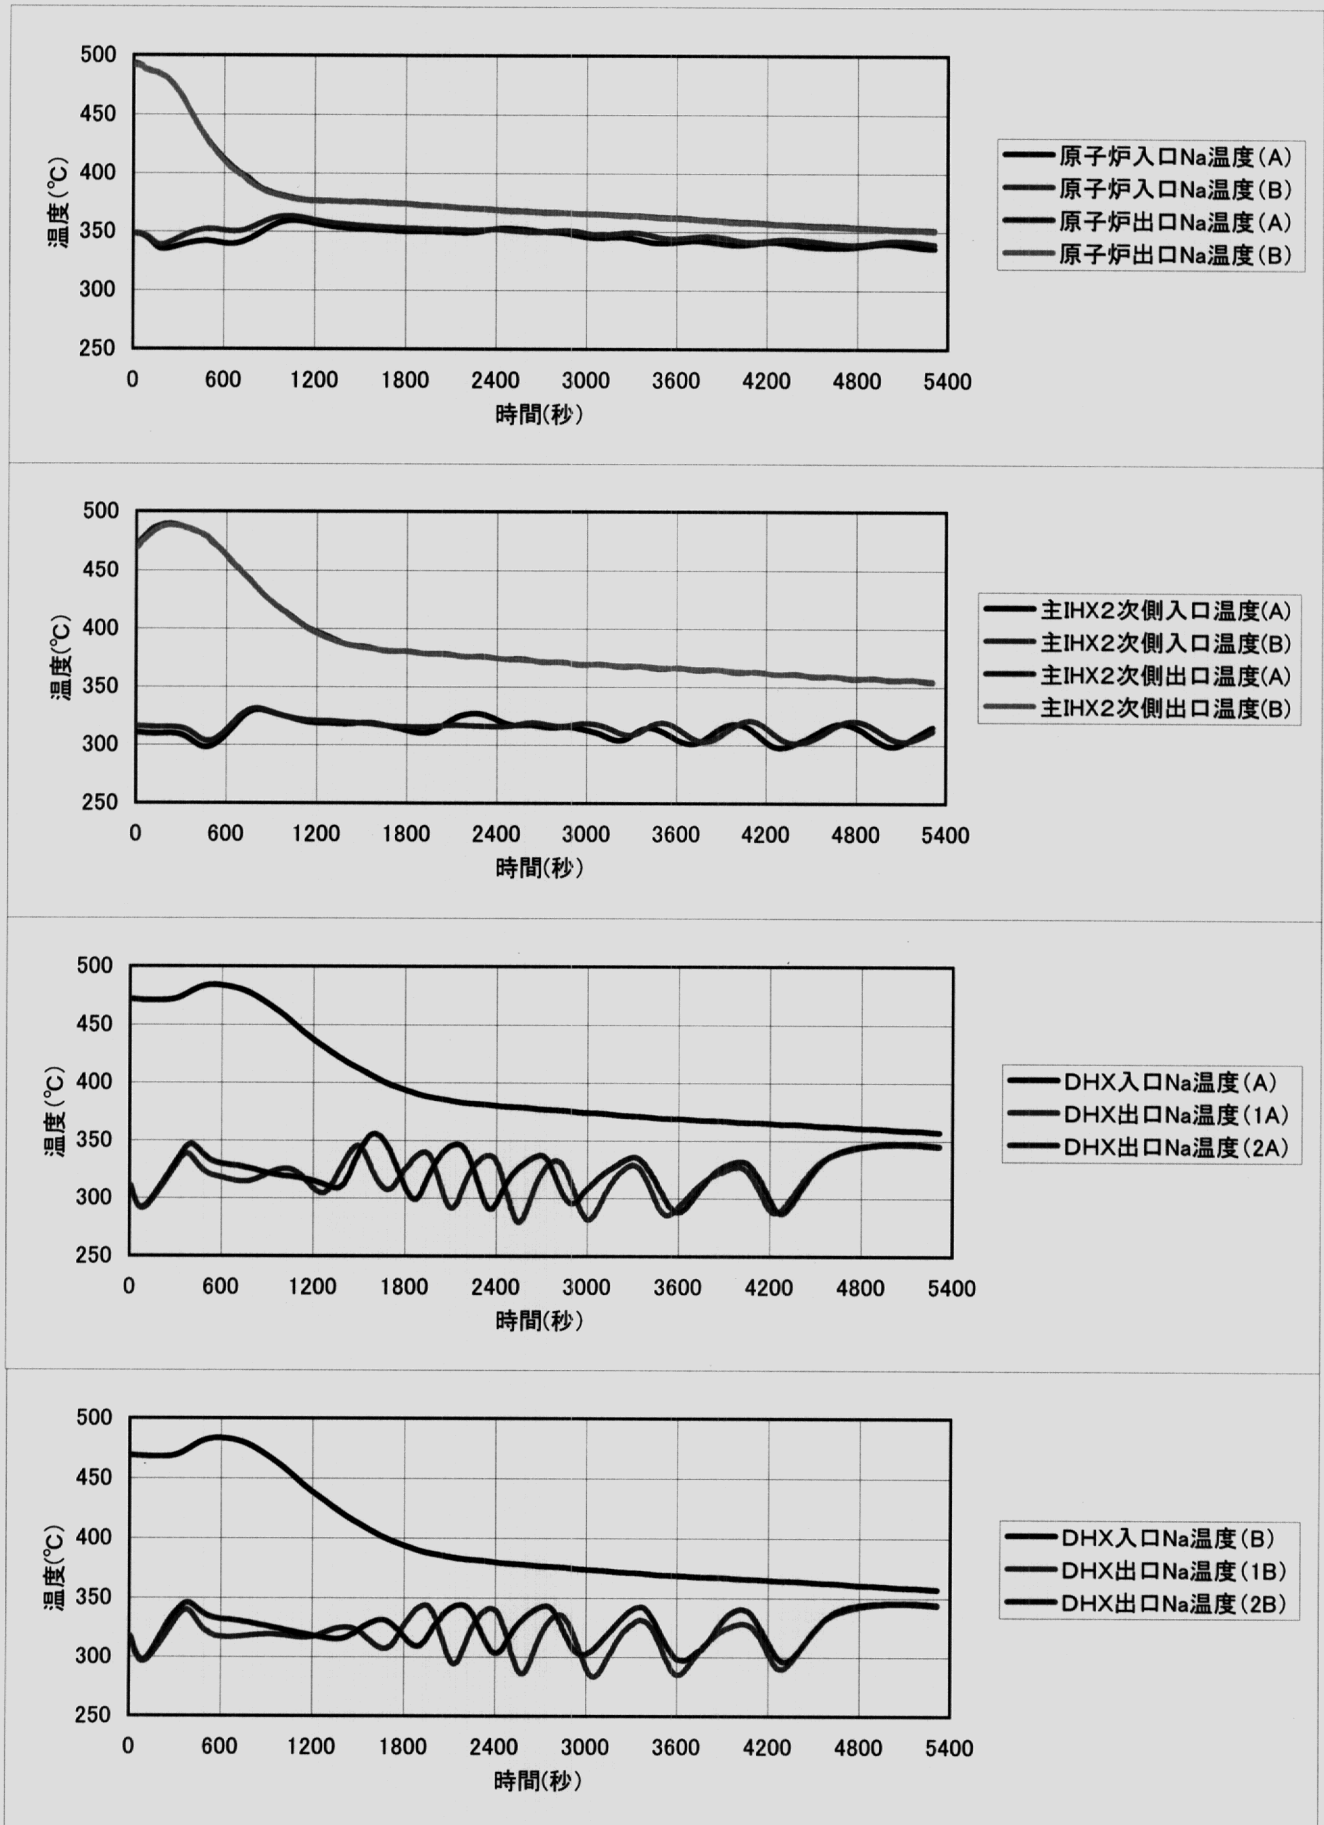 500
450
400
350
300
250
温度(℃)
0 600 1200 1800 2400 3000 3600 4200 4800 5400
時間(秒)
原子炉入口Na温度(A)
原子炉入口Na温度(B)
原子炉出口Na温度(A)
原子炉出口Na温度(B)
500
450
400
350
300
250
温度(℃)
0 600 1200 1800 2400 3000 3600 4200 4800 5400
時間(秒)
主IHX2次側入口温度(A)
主IHX2次側入口温度(B)
主IHX2次側出口温度(A)
主IHX2次側出口温度(B)
500
450
400
350
300
250
温度(℃)
0 600 1200 1800 2400 3000 3600 4200 4800 5400
時間(秒)
DHX入口Na温度(A)
DHX出口Na温度(1A)
DHX出口Na温度(2A)
500
450
400
350
300
250
温度(℃)
0 600 1200 1800 2400 3000 3600 4200 4800 5400
時間(秒)
DHX入口Na温度(B)
DHX出口Na温度(1B)
DHX出口Na温度(2B)